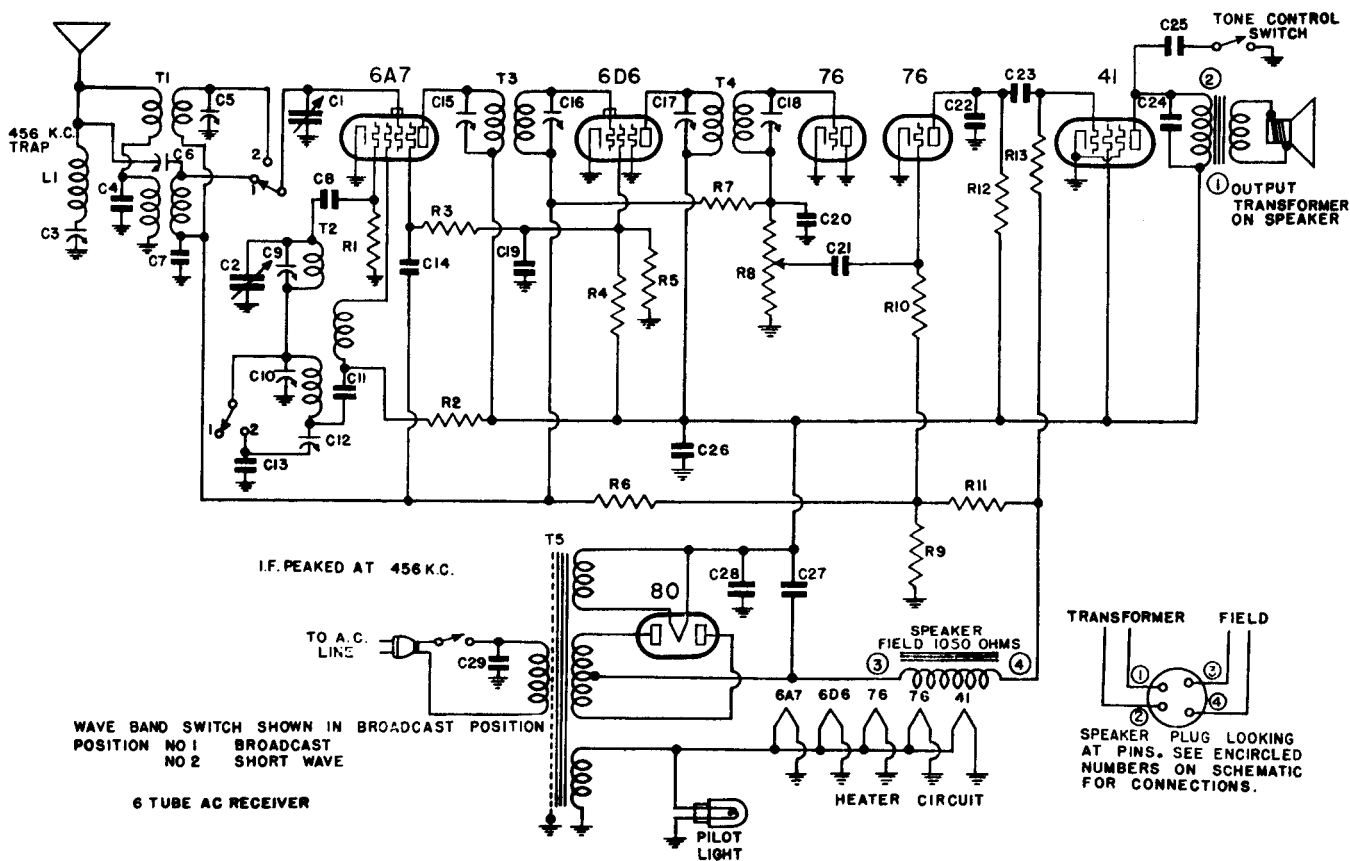 TONE CONTROL
SWITCH
C25
6A7
6D6
76
76
C23
41
②
T1
T3
T4
C5
C1
C15
C16
C17
C18
C22
C24
456 K.C.
TRAP
C6
2
1
R13
L1
C4
C8
R7
R12
① OUTPUT
TRANSFORMER
ON SPEAKER
C3
C7
T2
R1
R3
C20
C2
C9
C14
C19
C21
R8
R4
R5
R10
C10
C11
R2
1
2
C12
C13
C26
R6
R11
T5
R9
I.F. PEAKED AT 456 K.C.
C28
C27
80
TRANSFORMER
FIELD
TO A.C.
LINE
C29
SPEAKER
FIELD 1050 OHMS
③
④
①
③
②
④
6A7
6D6
76
76
41
WAVE BAND SWITCH SHOWN IN BROADCAST POSITION
POSITION NO 1 BROADCAST
NO 2 SHORT WAVE
SPEAKER PLUG LOOKING
AT PINS. SEE ENCIRCLED
NUMBERS ON SCHEMATIC
FOR CONNECTIONS.
6 TUBE AC RECEIVER
HEATER CIRCUIT
PILOT
LIGHT